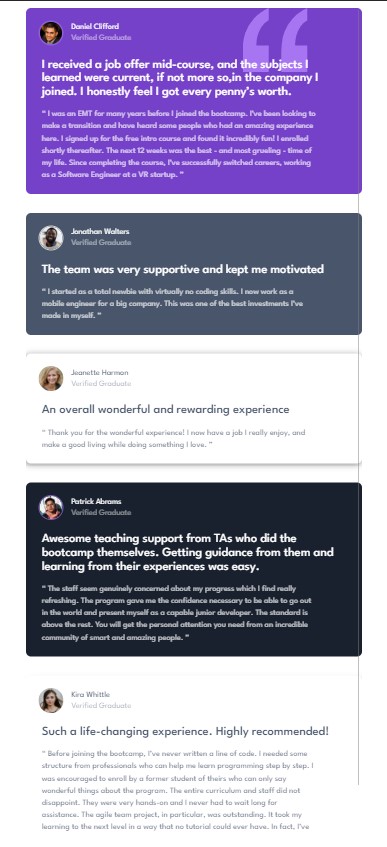 Daniel Clifford
Verified Graduate
I received a job offer mid-course, and the subjects I
learned were current, if not more so,in the company I
joined. I honestly feel I got every penny's worth.
“ I was an EMT for many years before I joined the bootcamp. I've been looking to
make a transition and have heard some people who had an amazing experience
here. I signed up for the free intro course and found it incredibly fun! I enrolled
shortly thereafter. The next 12 weeks was the best - and most grueling - time of
my life. Since completing the course, I've successfully switched careers, working
as a Software Engineer at a VR startup. ”
Jonathan Walters
Verified Graduate
The team was very supportive and kept me motivated
“ I started as a total newbie with virtually no coding skills. I now work as a
mobile engineer for a big company. This was one of the best investments I've
made in myself. ”
Jeanette Harmon
Verified Graduate
An overall wonderful and rewarding experience
“ Thank you for the wonderful experience! I now have a job I really enjoy, and
make a good living while doing something I love. ”
Patrick Abrams
Verified Graduate
Awesome teaching support from TAs who did the
bootcamp themselves. Getting guidance from them and
learning from their experiences was easy.
“ The staff seem genuinely concerned about my progress which I find really
refreshing. The program gave me the confidence necessary to be able to go out
in the world and present myself as a capable junior developer. The standard is
above the rest. You will get the personal attention you need from an incredible
community of smart and amazing people. ”
Kira Whittle
Verified Graduate
Such a life-changing experience. Highly recommended!
“ Before joining the bootcamp, I've never written a line of code. I needed some
structure from professionals who can help me learn programming step by step. I
was encouraged to enroll by a former student of theirs who can only say
wonderful things about the program. The entire curriculum and staff did not
disappoint. They were very hands-on and I never had to wait long for
assistance. The agile team project, in particular, was outstanding. It took my
learning to the next level in a way that no tutorial could ever have. In fact, I've